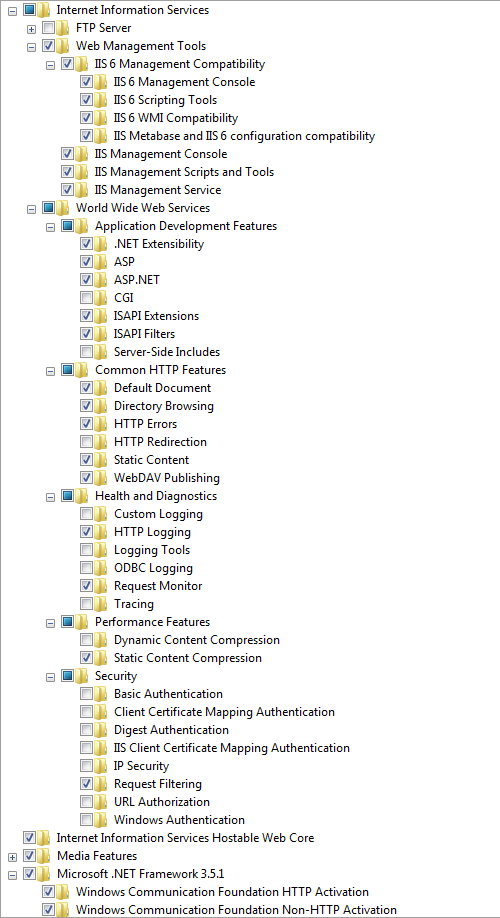 Internet Information Services
FTP Server
Web Management Tools
IIS 6 Management Compatibility
IIS 6 Management Console
IIS 6 Scripting Tools
IIS 6 WMI Compatibility
IIS Metabase and IIS 6 configuration compatibility
IIS Management Console
IIS Management Scripts and Tools
IIS Management Service
World Wide Web Services
Application Development Features
.NET Extensibility
ASP
ASP.NET
CGI
ISAPI Extensions
ISAPI Filters
Server-Side Includes
Common HTTP Features
Default Document
Directory Browsing
HTTP Errors
HTTP Redirection
Static Content
WebDAV Publishing
Health and Diagnostics
Custom Logging
HTTP Logging
Logging Tools
ODBC Logging
Request Monitor
Tracing
Performance Features
Dynamic Content Compression
Static Content Compression
Security
Basic Authentication
Client Certificate Mapping Authentication
Digest Authentication
IIS Client Certificate Mapping Authentication
IP Security
Request Filtering
URL Authorization
Windows Authentication
Internet Information Services Hostable Web Core
Media Features
Microsoft .NET Framework 3.5.1
Windows Communication Foundation HTTP Activation
Windows Communication Foundation Non-HTTP Activation